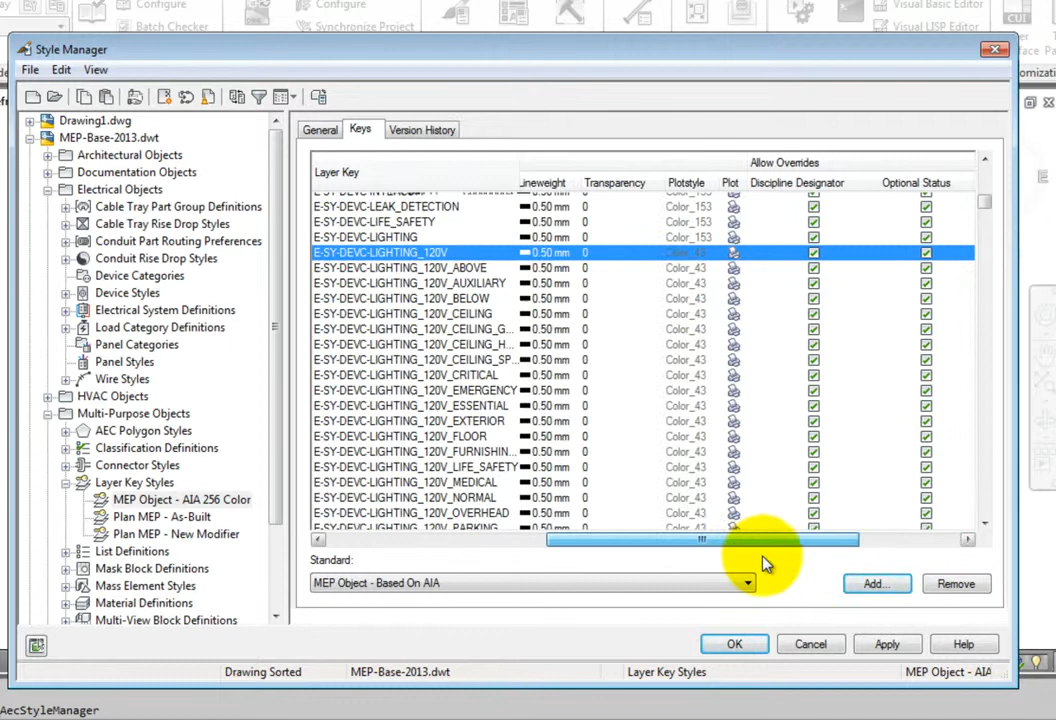 Configure
Configure
Visual Basic Editor
Batch Checker
Synchronize Project
Visual LISP Editor
CUI
Style Manager
File Edit View
Drawing1.dwg
MEP-Base-2013.dwt
Architectural Objects
Documentation Objects
Electrical Objects
Cable Tray Part Group Definitions
Cable Tray Rise Drop Styles
Conduit Part Routing Preferences
Conduit Rise Drop Styles
Device Categories
Device Styles
Electrical System Definitions
Load Category Definitions
Panel Categories
Panel Styles
Wire Styles
HVAC Objects
Multi-Purpose Objects
AEC Polygon Styles
Classification Definitions
Connector Styles
Layer Key Styles
MEP Object - AIA 256 Color
Plan MEP - As-Built
Plan MEP - New Modifier
List Definitions
Mask Block Definitions
Mass Element Styles
Material Definitions
Multi-View Block Definitions
General Keys Version History
Allow Overrides
Layer Key Lineweight Transparency Plotstyle Plot Discipline Designator Optional Status
0 Color_153
E-SY-DEVC-LEAK_DETECTION 0.50 mm 0 Color_153
E-SY-DEVC-LIFE_SAFETY 0.50 mm 0 Color_153
E-SY-DEVC-LIGHTING 0.50 mm 0 Color_153
E-SY-DEVC-LIGHTING_120V 0.50 mm 0 Color_43
E-SY-DEVC-LIGHTING_120V_ABOVE 0.50 mm 0 Color_43
E-SY-DEVC-LIGHTING_120V_AUXILIARY 0.50 mm 0 Color_43
E-SY-DEVC-LIGHTING_120V_BELOW 0.50 mm 0 Color_43
E-SY-DEVC-LIGHTING_120V_CEILING 0.50 mm 0 Color_43
E-SY-DEVC-LIGHTING_120V_CEILING_G... 0.50 mm 0 Color_43
E-SY-DEVC-LIGHTING_120V_CEILING_H... 0.50 mm 0 Color_43
E-SY-DEVC-LIGHTING_120V_CEILING_SP... 0.50 mm 0 Color_43
E-SY-DEVC-LIGHTING_120V_CRITICAL 0.50 mm 0 Color_43
E-SY-DEVC-LIGHTING_120V_EMERGENCY 0.50 mm 0 Color_43
E-SY-DEVC-LIGHTING_120V_ESSENTIAL 0.50 mm 0 Color_43
E-SY-DEVC-LIGHTING_120V_EXTERIOR 0.50 mm 0 Color_43
E-SY-DEVC-LIGHTING_120V_FLOOR 0.50 mm 0 Color_43
E-SY-DEVC-LIGHTING_120V_FURNISHIN... 0.50 mm 0 Color_43
E-SY-DEVC-LIGHTING_120V_LIFE_SAFETY 0.50 mm 0 Color_43
E-SY-DEVC-LIGHTING_120V_MEDICAL 0.50 mm 0 Color_43
E-SY-DEVC-LIGHTING_120V_NORMAL 0.50 mm 0 Color_43
E-SY-DEVC-LIGHTING_120V_OVERHEAD 0.50 mm 0 Color_43
E-SY-DEVC-LIGHTING_120V_PARKING 0.50 mm 0 Color_43
Standard:
MEP Object - Based On AIA
Add... Remove
OK Cancel Apply Help
Drawing Sorted MEP-Base-2013.dwt Layer Key Styles MEP Object - AIA
AecStyleManager